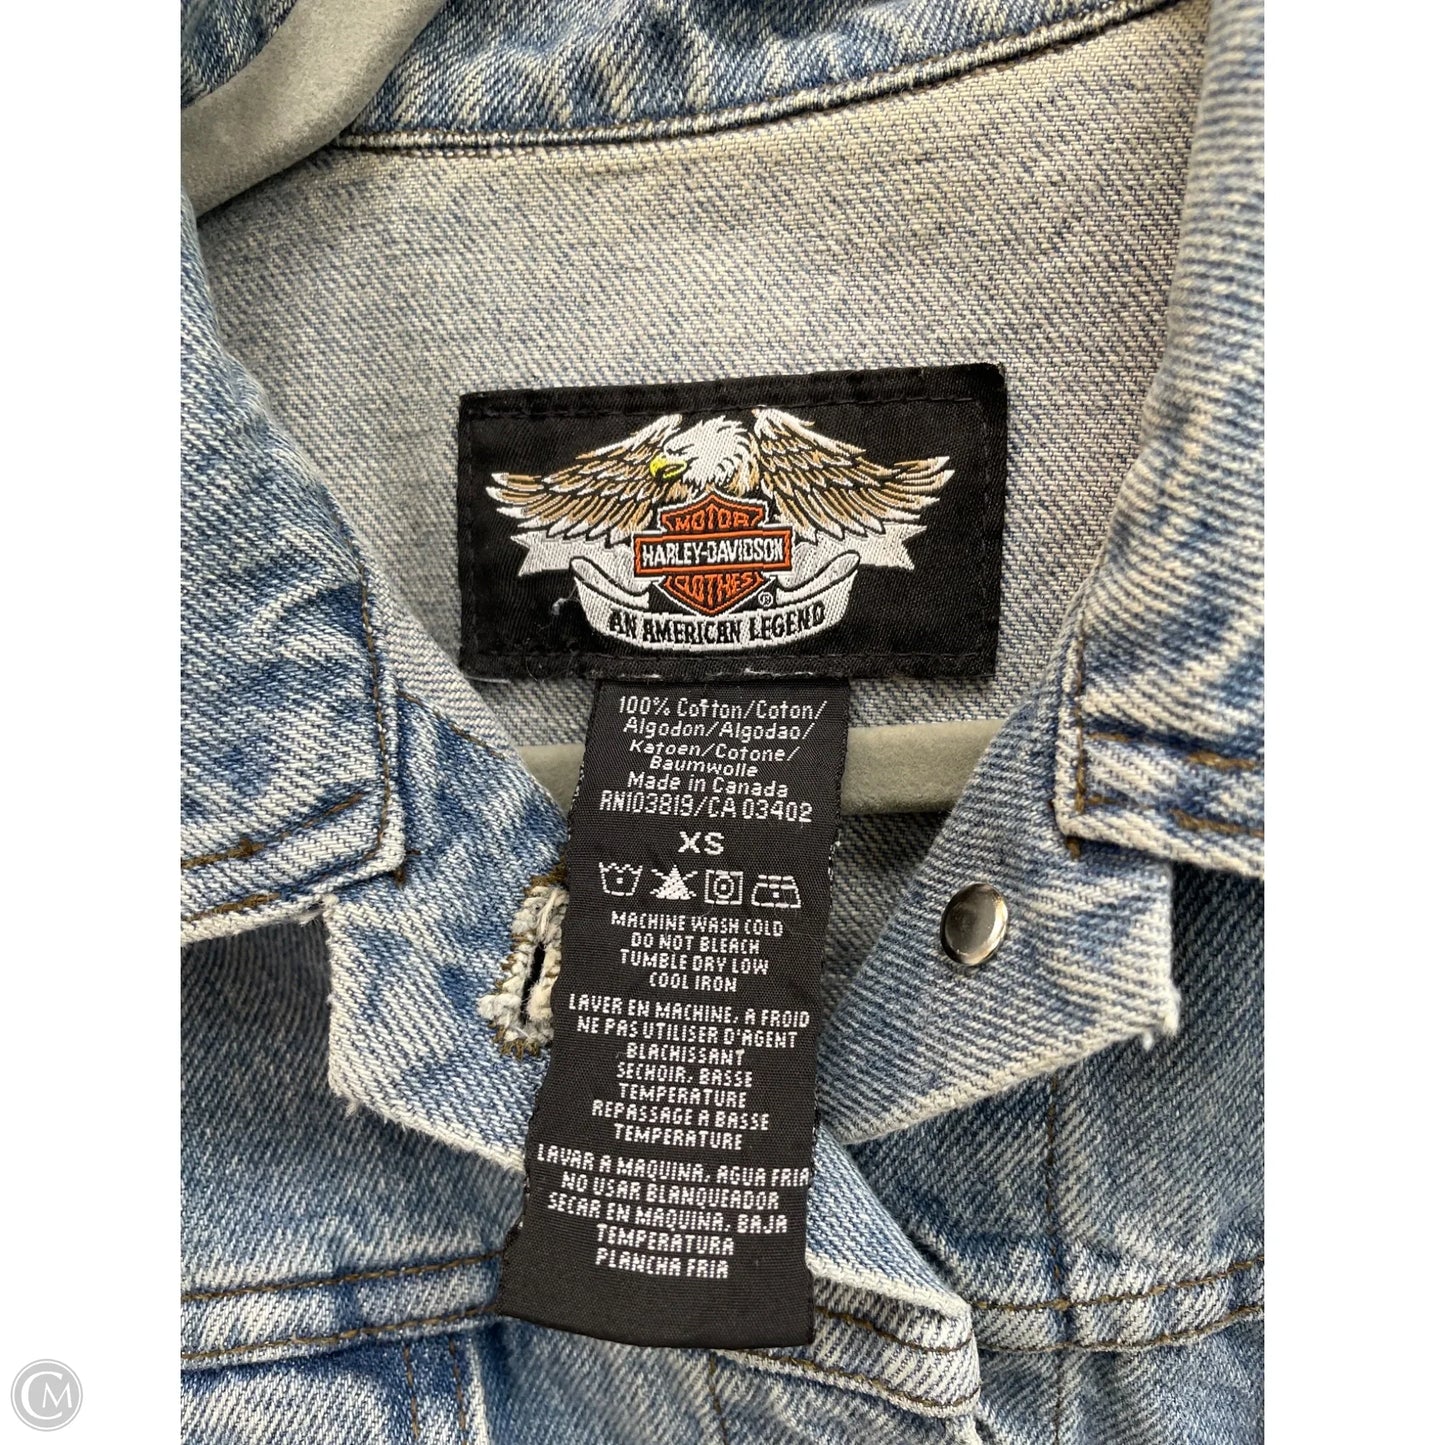 MOTOR
HARLEY-DAVIDSON
CLOTHES
®
AN AMERICAN LEGEND
100% Cotton/Coton/
Algodon/Algodao/
Katoen/Cotone/
Baumwolle
Made in Canada
RN103819/CA 03402
XS
MACHINE WASH COLD
DO NOT BLEACH
TUMBLE DRY LOW
COOL IRON
LAVER EN MACHINE, A FROID
NE PAS UTILISER D'AGENT
BLACHISSANT
SECHOIR, BASSE
TEMPERATURE
REPASSAGE A BASSE
TEMPERATURE
LAVAR A MAQUINA, AGUA FRIA
NO USAR BLANQUEADOR
SECAR EN MAQUINA, BAJA
TEMPERATURA
PLANCHA FRIA
CM